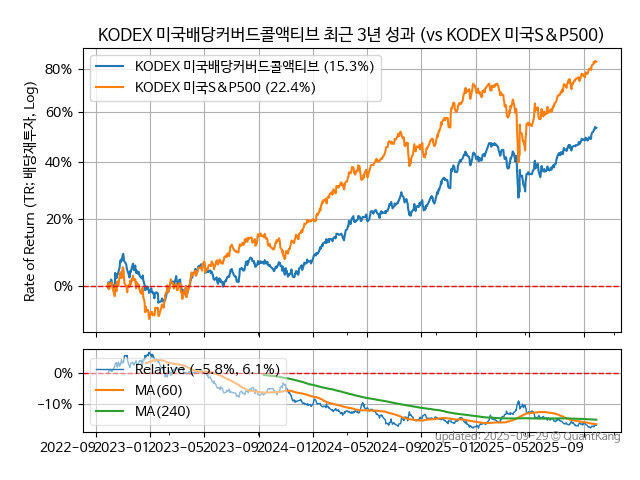 KODEX 미국배당커버드콜액티브 최근 3년 성과 (vs KODEX 미국S&P500)
KODEX 미국배당커버드콜액티브 (15.3%)
KODEX 미국S&P500 (22.4%)
Rate of Return (TR: 배당재투자, Log)
80%
60%
40%
20%
0%
Relative (−5.8%, 6.1%)
MA(60)
MA(240)
0%
−10%
2022−09
2023−01
2023−05
2023−09
2024−01
2024−05
2024−09
2025−01
2025−05
2025−09
updated: 2025−09−29 © QuantKang